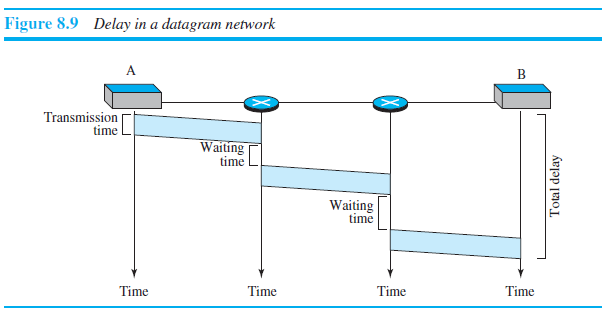 Figure 8.9 Delay in a datagram network
A
B
Transmission
time
Waiting
time
Waiting
time
Total delay
Time
Time
Time
Time